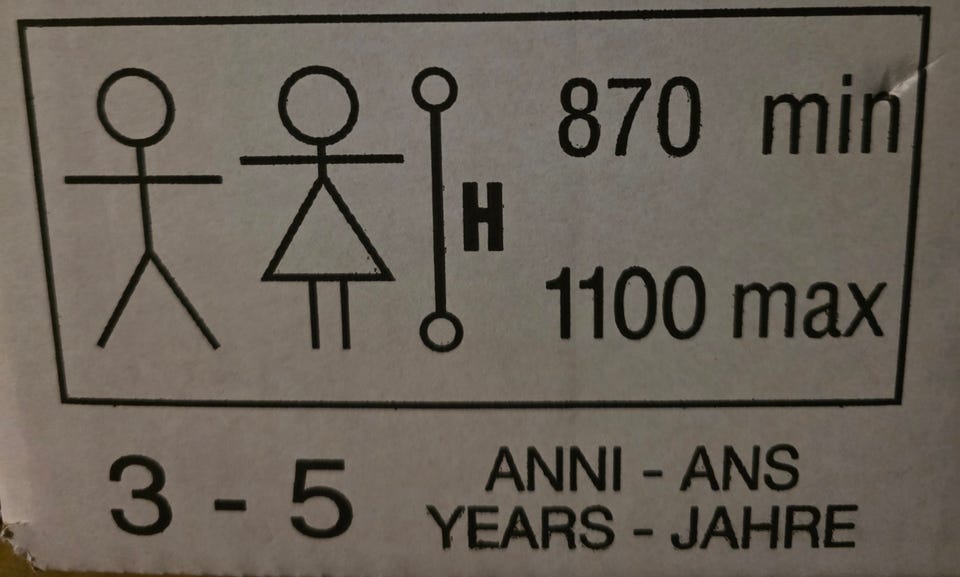 870 min
H
1100 max
3 - 5 ANNI - ANS
YEARS - JAHRE